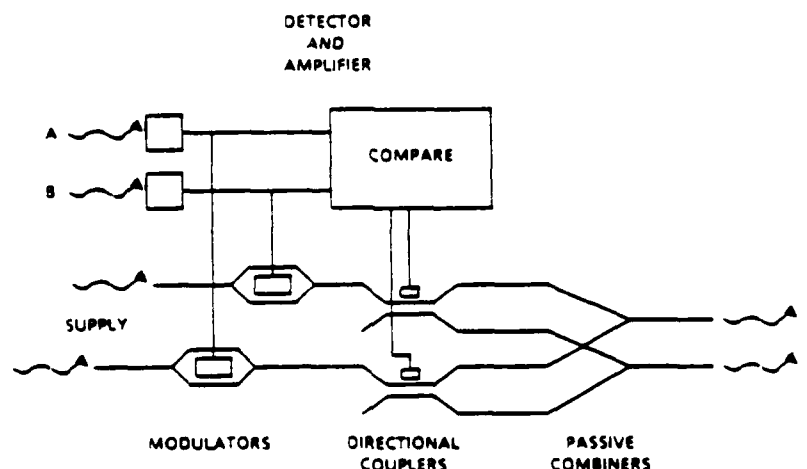 DETECTOR
AND
AMPLIFIER
A
COMPARE
B
SUPPLY
MODULATORS
DIRECTIONAL
COUPLERS
PASSIVE
COMBINERS